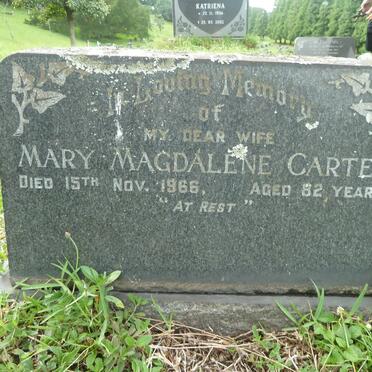 KATRIENA
In Loving Memory
of
MY DEAR WIFE
MARY MAGDALENE CARTE
DIED 15TH NOV. 1966, AGED 82 YEAR
"AT REST"